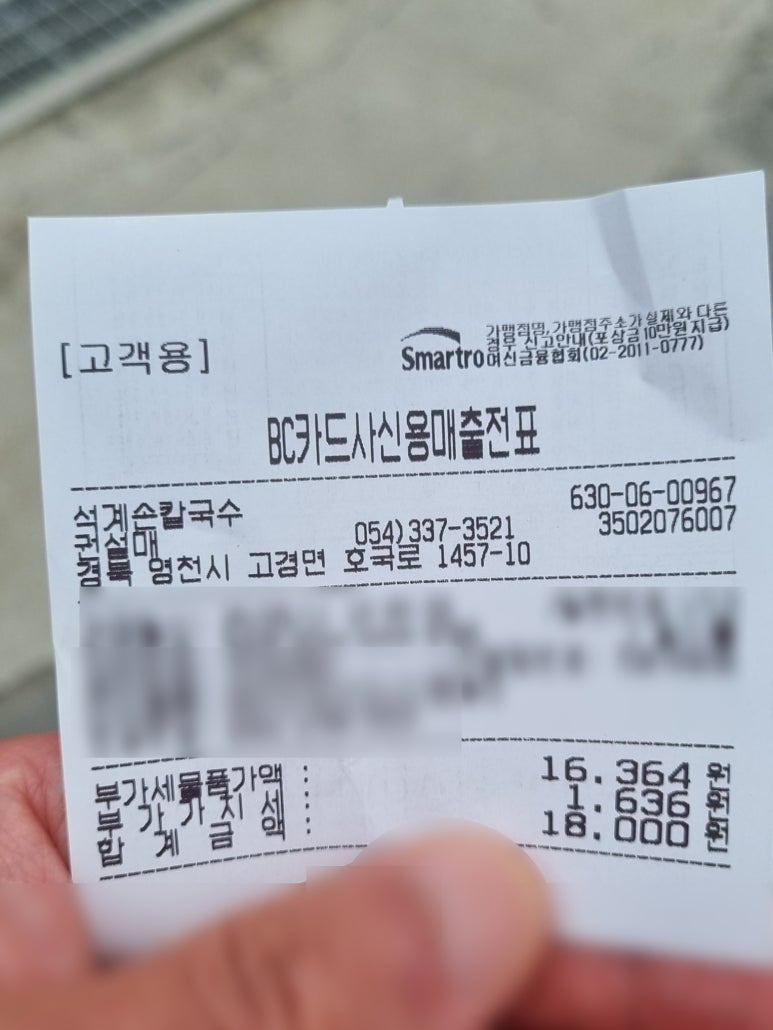 [고객용]
Smartro
가맹점명, 가맹점주소가 실제와 다른
경우 신고안내(포상금 10만원 지급)
여신금융협회(02-2011-0777)
BC카드사신용매출전표
석계손칼국수 630-06-00967
권설매 054)337-3521 3502076007
경북 영천시 고경면 호국로 1457-10
부가세물품가액 : 16.364 원
부 가 가 치 세 : 1.636 원
합 계 금 액 : 18.000 원